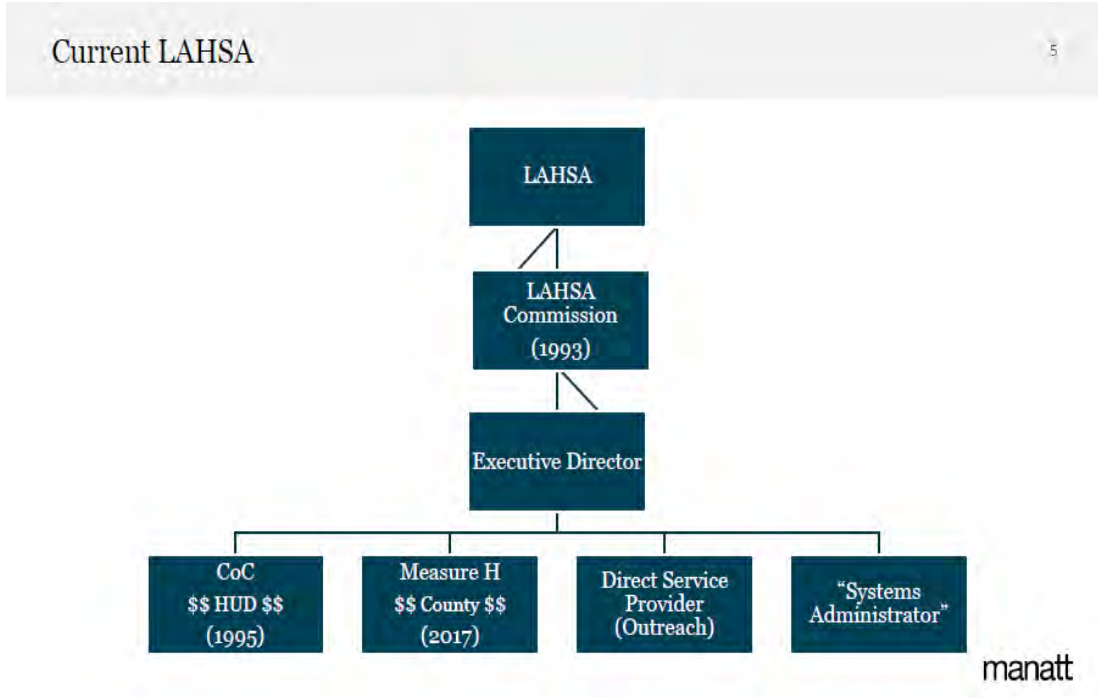 Current LAHSA
5
LAHSA
LAHSA
Commission
(1993)
Executive Director
CoC
$$ HUD $$
(1995)
Measure H
$$ County $$
(2017)
Direct Service
Provider
(Outreach)
“Systems
Administrator”
manatt